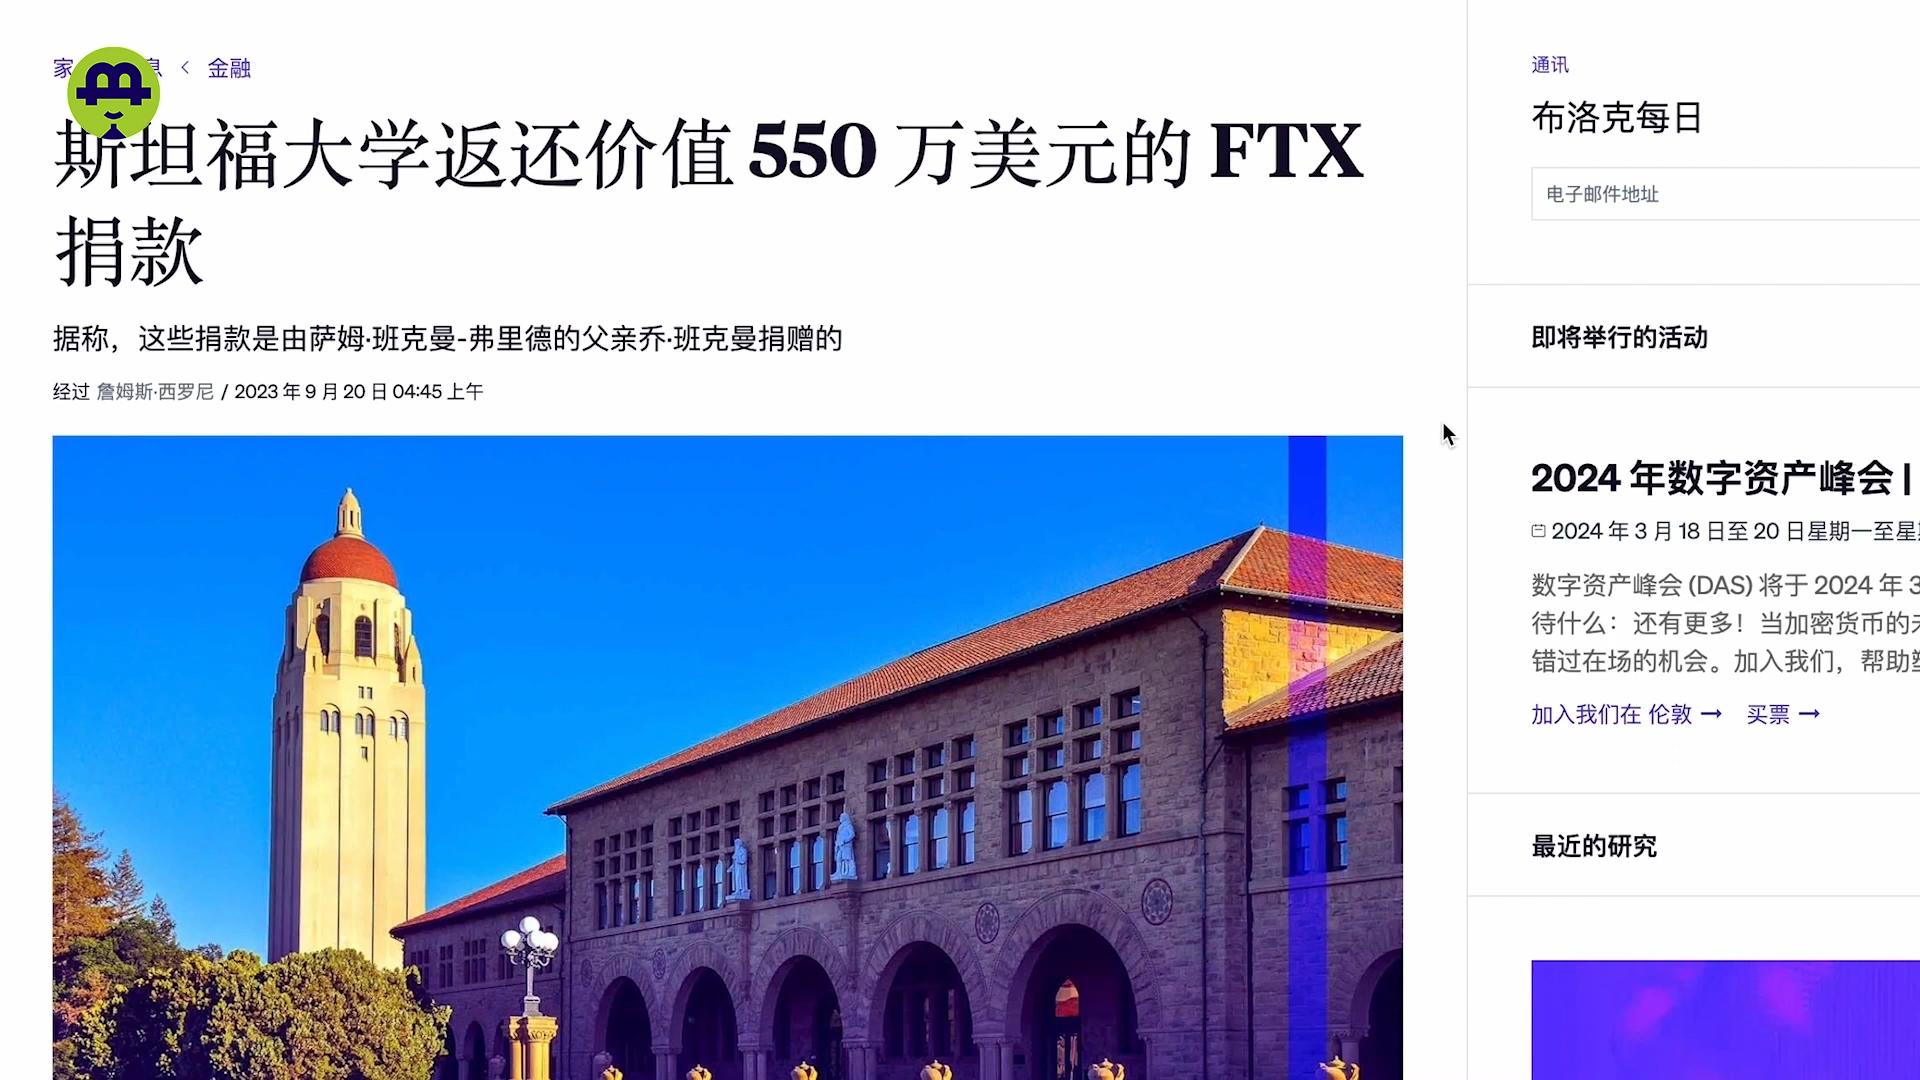 家
息 < 金融
斯坦福大学返还价值 550 万美元的 FTX
捐款
据称，这些捐款是由萨姆·班克曼-弗里德的父亲乔·班克曼捐赠的
经过 詹姆斯·西罗尼 / 2023 年 9 月 20 日 04:45 上午
通讯
布洛克每日
电子邮件地址
即将举行的活动
2024 年数字资产峰会 |
2024 年 3 月 18 日至 20 日星期一至星
数字资产峰会 (DAS) 将于 2024 年 3
待什么：还有更多！当加密货币的
错过在场的机会。加入我们，帮助
加入我们在 伦敦 → 买票 →
最近的研究